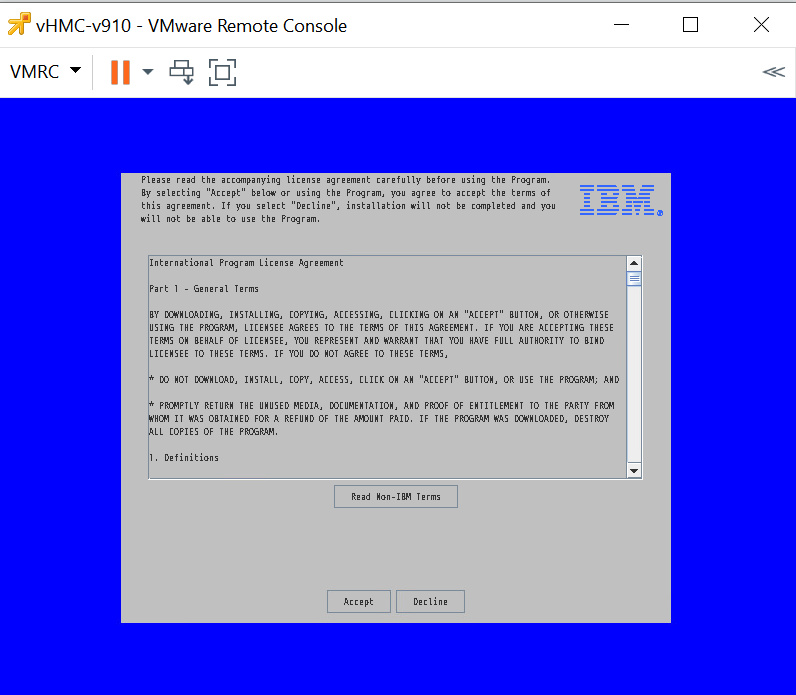 vHMC-v910 - VMware Remote Console
VMRC
Please read the accompanying license agreement carefully before using the Program.
By selecting "Accept" below or using the Program, you agree to accept the terms of
this agreement. If you select "Decline", installation will not be completed and you
will not be able to use the Program.
IBM®
International Program License Agreement
Part 1 - General Terms
BY DOWNLOADING, INSTALLING, COPYING, ACCESSING, CLICKING ON AN "ACCEPT" BUTTON, OR OTHERWISE
USING THE PROGRAM, LICENSEE AGREES TO THE TERMS OF THIS AGREEMENT. IF YOU ARE ACCEPTING THESE
TERMS ON BEHALF OF LICENSEE, YOU REPRESENT AND WARRANT THAT YOU HAVE FULL AUTHORITY TO BIND
LICENSEE TO THESE TERMS. IF YOU DO NOT AGREE TO THESE TERMS,
* DO NOT DOWNLOAD, INSTALL, COPY, ACCESS, CLICK ON AN "ACCEPT" BUTTON, OR USE THE PROGRAM; AND
* PROMPTLY RETURN THE UNUSED MEDIA, DOCUMENTATION, AND PROOF OF ENTITLEMENT TO THE PARTY FROM
WHOM IT WAS OBTAINED FOR A REFUND OF THE AMOUNT PAID. IF THE PROGRAM WAS DOWNLOADED, DESTROY
ALL COPIES OF THE PROGRAM.
1. Definitions
Read Non-IBM Terms
Accept
Decline